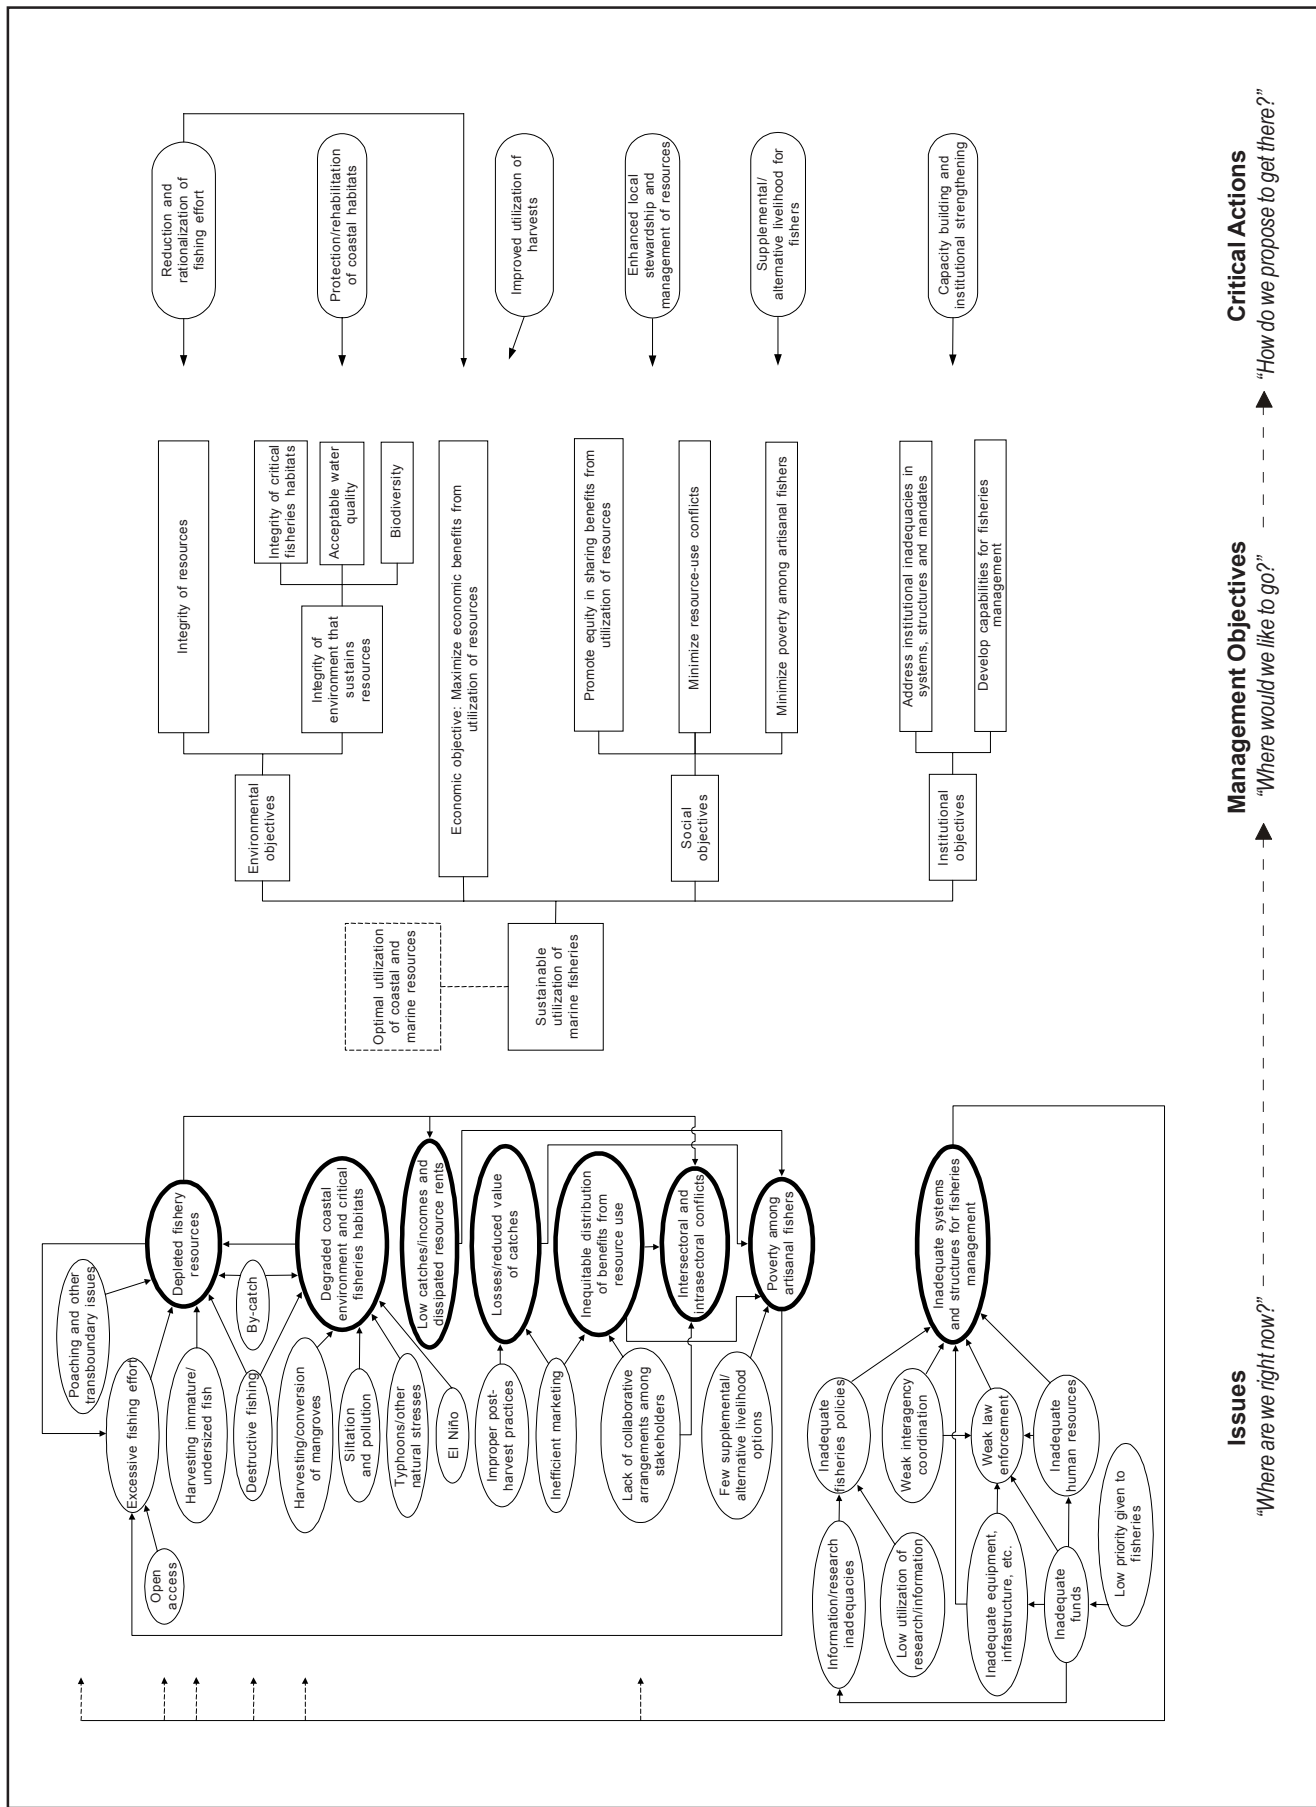 Issues
"Where are we right now?"
Management Objectives
"Where would we like to go?"
Critical Actions
"How do we propose to get there?"
Poaching and other
transboundary issues
Excessive fishing effort
Open
access
Harvesting immature/
undersized fish
By-catch
Destructive fishing
Harvesting/conversion
of mangroves
Siltation
and pollution
Typhoons/other
natural stresses
El Niño
Improper post-
harvest practices
Inefficient marketing
Lack of collaborative
arrangements among
stakeholders
Few supplemental/
alternative livelihood
options
Depleted fishery
resources
Degraded coastal
environment and critical
fisheries habitats
Low catches/incomes and
dissipated resource rents
Losses/reduced value
of catches
Inequitable distribution
of benefits from
resource use
Intersectoral and
intrasectoral conflicts
Poverty among
artisanal fishers
Information/research
inadequacies
Low utilization of
research/information
Inadequate equipment,
infrastructure, etc.
Inadequate
funds
Low priority given to
fisheries
Inadequate
fisheries policies
Weak interagency
coordination
Weak law
enforcement
Inadequate
human resources
Inadequate systems
and structures for fisheries
management
Optimal utilization
of coastal and
marine resources
Sustainable
utilization of
marine fisheries
Environmental
objectives
Economic objective: Maximize economic benefits from
utilization of resources
Social
objectives
Institutional
objectives
Integrity of resources
Integrity of
environment that
sustains
resources
Integrity of critical
fisheries habitats
Acceptable water
quality
Biodiversity
Promote equity in sharing benefits from
utilization of resources
Minimize resource-use conflicts
Minimize poverty among artisanal fishers
Address institutional inadequacies in
systems, structures and mandates
Develop capabilities for fisheries
management
Reduction and
rationalization of
fishing effort
Protection/rehabilitation
of coastal habitats
Improved utilization of
harvests
Enhanced local
stewardship and
management of resources
Supplemental/
alternative livelihood for
fishers
Capacity building and
institutional strengthening